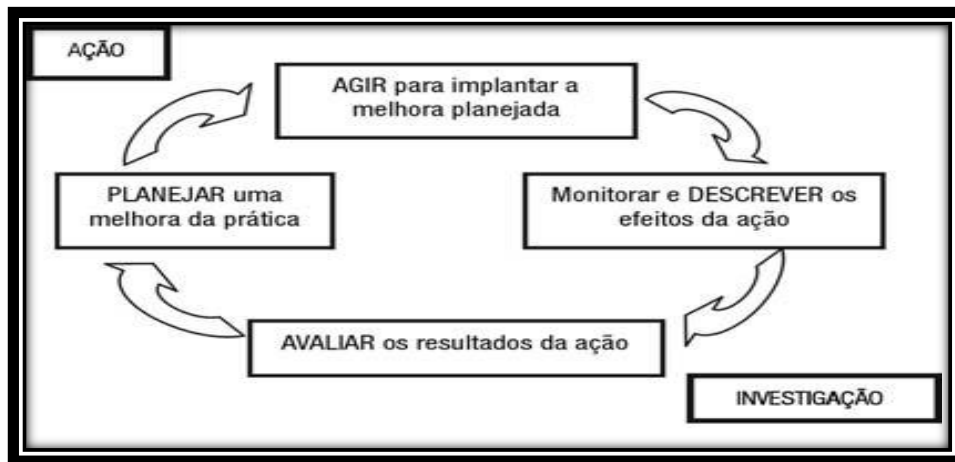 AÇÃO
AGIR para implantar a
melhora planejada
PLANEJAR uma
melhora da prática
Monitorar e DESCREVER os
efeitos da ação
AVALIAR os resultados da ação
INVESTIGAÇÃO